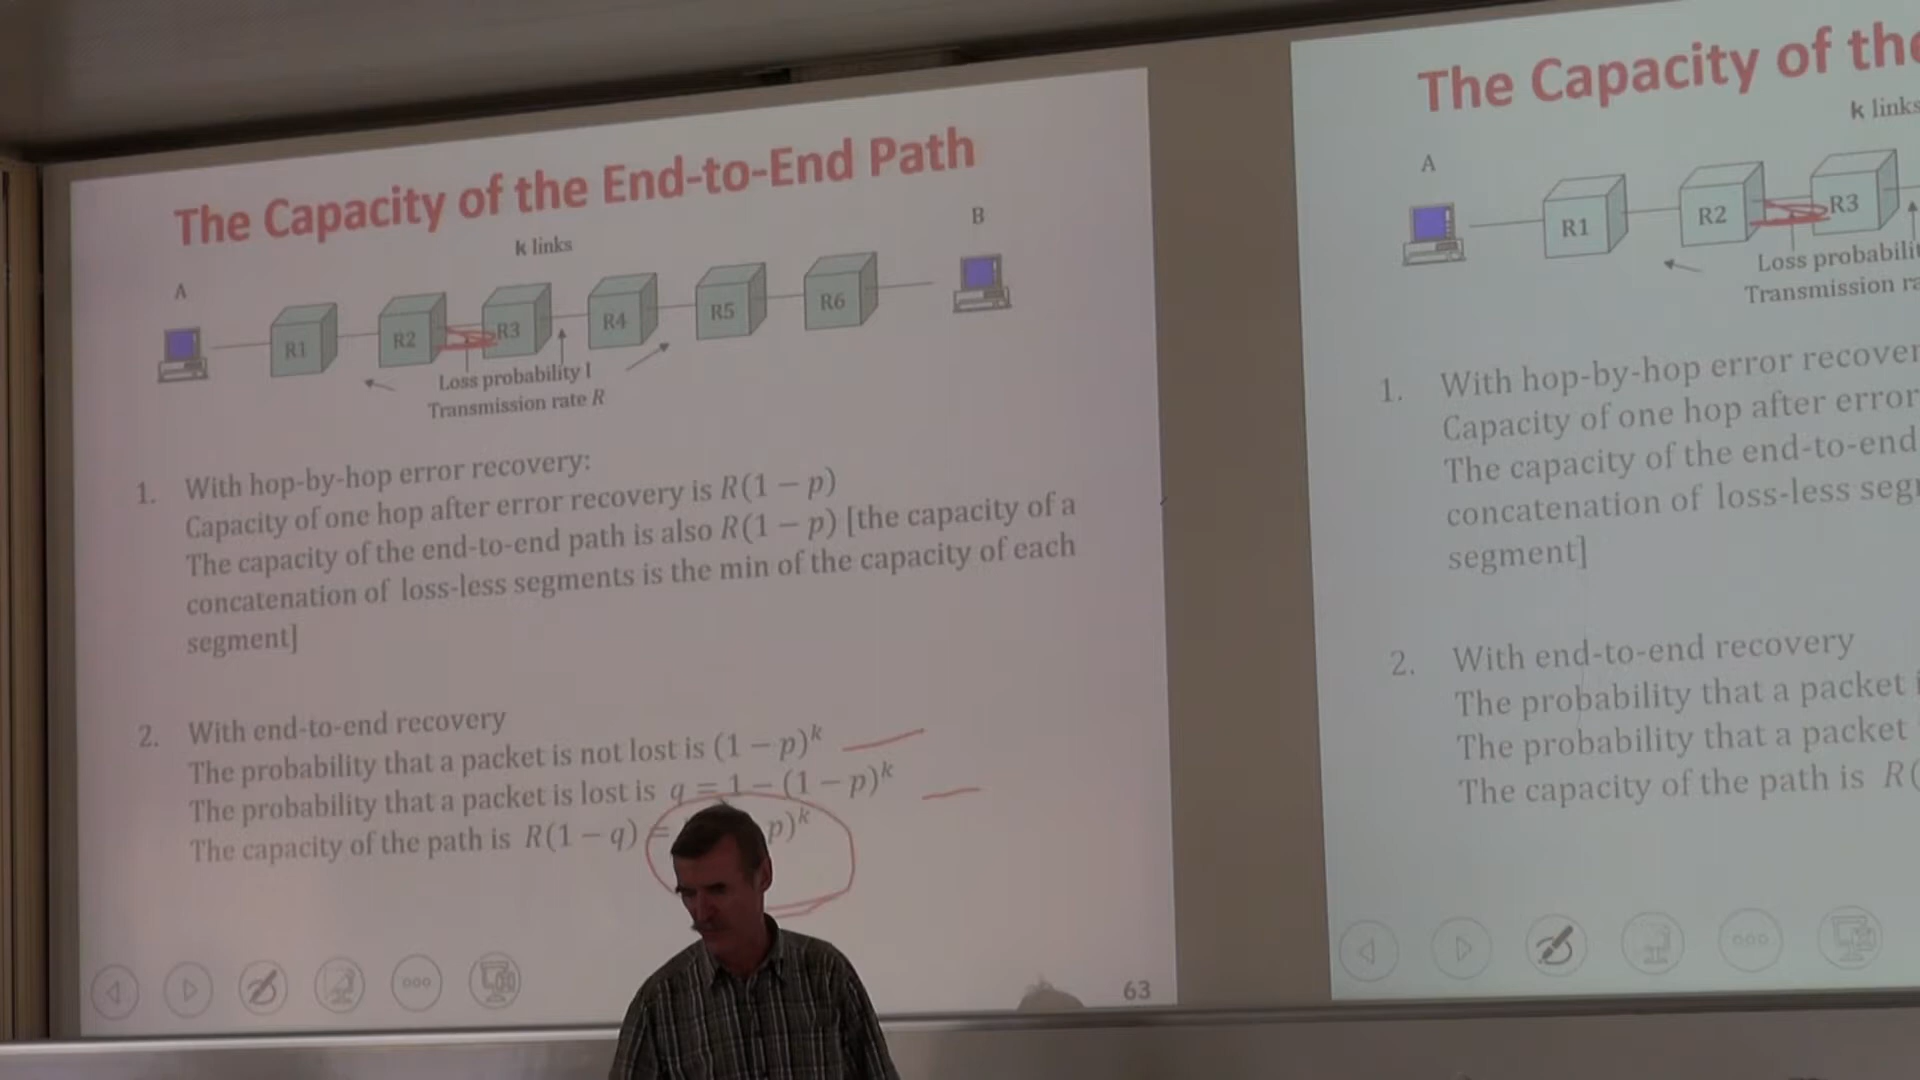 The Capacity of the End-to-End Path
k links
A
B
R1
R2
R3
R4
R5
R6
Loss probability l
Transmission rate R
1. With hop-by-hop error recovery:
Capacity of one hop after error recovery is R(1 − p)
The capacity of the end-to-end path is also R(1 − p) [the capacity of a
concatenation of loss-less segments is the min of the capacity of each
segment]
2. With end-to-end recovery
The probability that a packet is not lost is (1 − p)^k
The probability that a packet is lost is q = 1 − (1 − p)^k
The capacity of the path is R(1 − q) = p)^k
63
The Capacity of the
k links
A
R1
R2
R3
Loss probabili
Transmission ra
1. With hop-by-hop error recover
Capacity of one hop after error
The capacity of the end-to-end
concatenation of loss-less seg
segment]
2. With end-to-end recovery
The probability that a packet i
The probability that a packet
The capacity of the path is R(